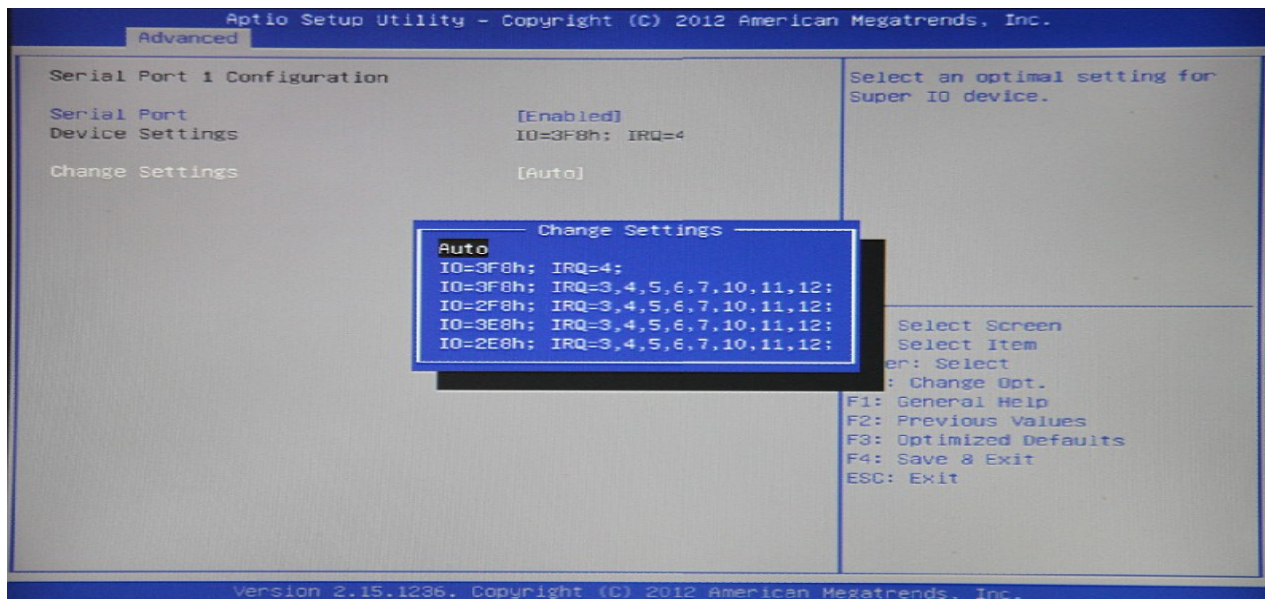 Aptio Setup Utility – Copyright (C) 2012 American Megatrends, Inc.
Advanced
Serial Port 1 Configuration
Serial Port [Enabled]
Device Settings IO=3F8h; IRQ=4
Change Settings [Auto]
Change Settings
Auto
IO=3F8h; IRQ=4;
IO=3F8h; IRQ=3,4,5,6,7,10,11,12;
IO=2F8h; IRQ=3,4,5,6,7,10,11,12;
IO=3E8h; IRQ=3,4,5,6,7,10,11,12;
IO=2E8h; IRQ=3,4,5,6,7,10,11,12;
Select an optimal setting for
Super IO device.
Select Screen
Select Item
er: Select
: Change Opt.
F1: General Help
F2: Previous Values
F3: Optimized Defaults
F4: Save & Exit
ESC: Exit
Version 2.15.1236. Copyright (C) 2012 American Megatrends, Inc.